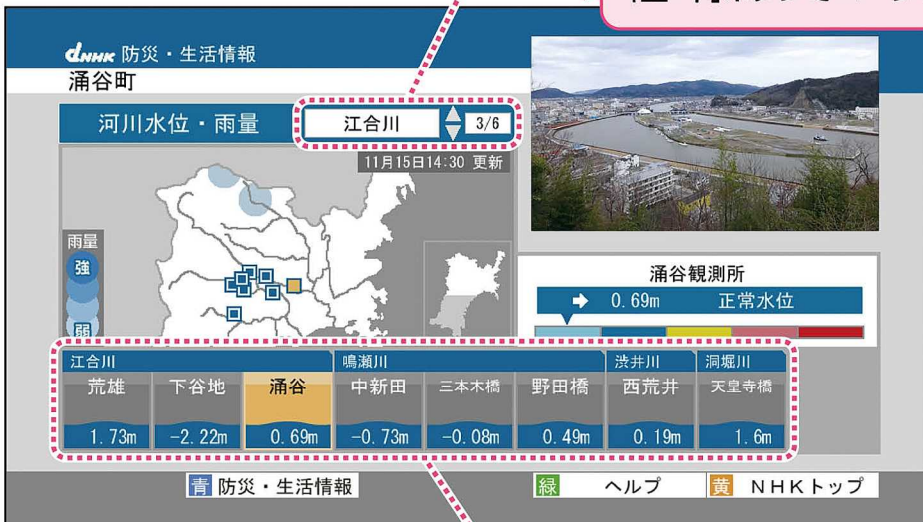 dNHK 防災・生活情報
涌谷町
河川水位・雨量
江合川
3/6
11月15日14:30 更新
雨量
強
弱
涌谷観測所
0.69m 正常水位
江合川 鳴瀬川 渋井川 洞堀川
荒雄 下谷地 涌谷 中新田 三本木橋 野田橋 西荒井 天皇寺橋
1.73m -2.22m 0.69m -0.73m -0.08m 0.49m 0.19m 1.6m
青 防災・生活情報 緑 ヘルプ 黄 NHKトップ